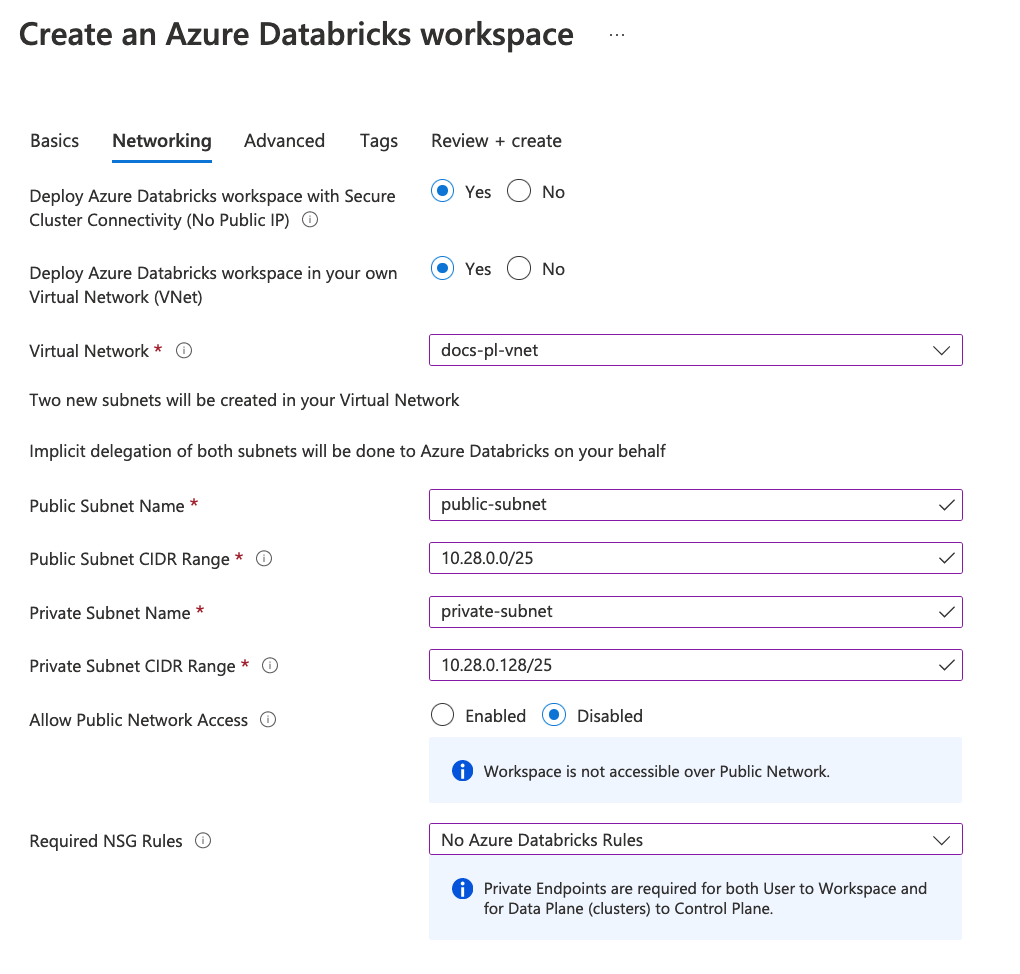 Create an Azure Databricks workspace ...
Basics Networking Advanced Tags Review + create
Deploy Azure Databricks workspace with Secure
Cluster Connectivity (No Public IP)
Yes No
Deploy Azure Databricks workspace in your own
Virtual Network (VNet)
Yes No
Virtual Network *
docs-pl-vnet
Two new subnets will be created in your Virtual Network
Implicit delegation of both subnets will be done to Azure Databricks on your behalf
Public Subnet Name *
public-subnet
Public Subnet CIDR Range *
10.28.0.0/25
Private Subnet Name *
private-subnet
Private Subnet CIDR Range *
10.28.0.128/25
Allow Public Network Access
Enabled Disabled
Workspace is not accessible over Public Network.
Required NSG Rules
No Azure Databricks Rules
Private Endpoints are required for both User to Workspace and
for Data Plane (clusters) to Control Plane.